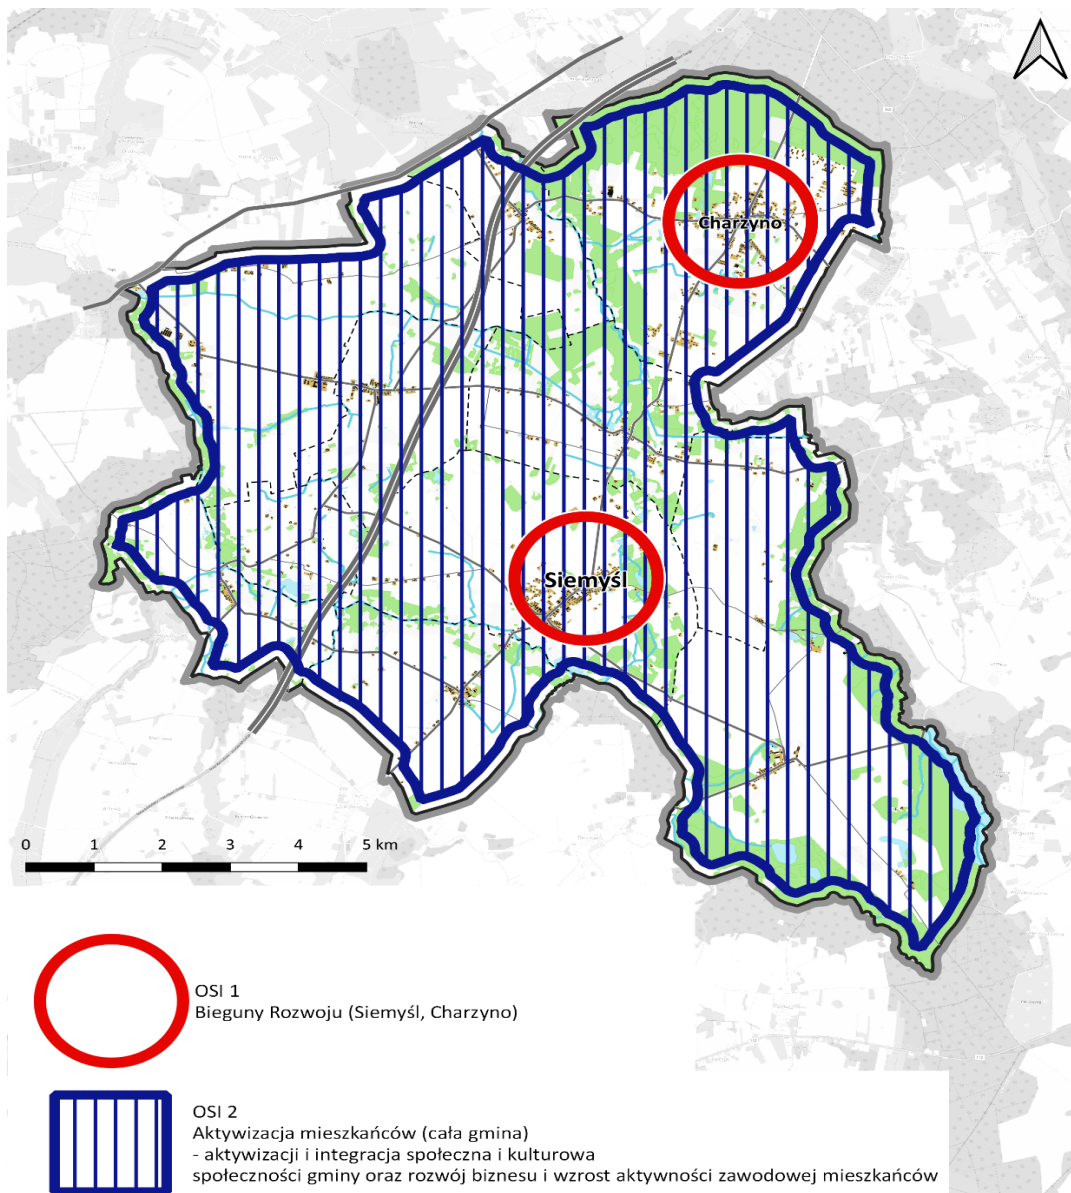 Charzyno
Siemyśl
0 1 2 3 4 5 km
OSI 1
Bieguny Rozwoju (Siemyśl, Charzyno)
OSI 2
Aktywizacja mieszkańców (cała gmina)
- aktywizacji i integracja społeczna i kulturowa
społeczności gminy oraz rozwój biznesu i wzrost aktywności zawodowej mieszkańców